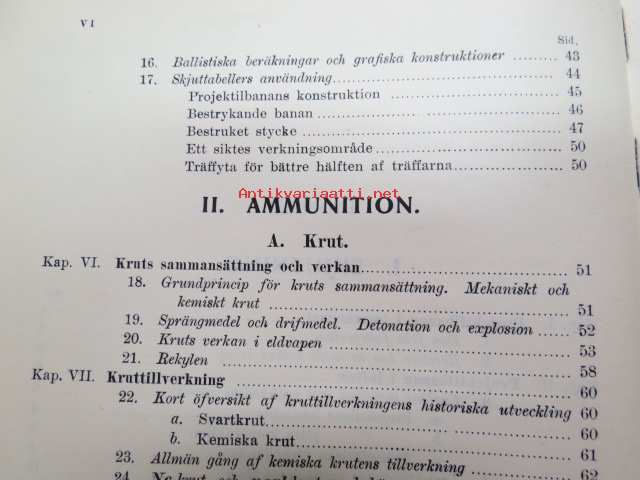 VI
Sid.
16. Ballistiska beräkningar och grafiska konstruktioner ......... 43
17. Skjuttabellers användning................................. 44
Projektilbanans konstruktion ............................. 45
Bestrykande banan ........................................ 46
Bestruket stycke ......................................... 47
Ett siktes verkningsområde ............................... 50
Träffyta för bättre hälften af träffarna.................. 50
Antikvariaatti.net
II. AMMUNITION.
A. Krut.
Kap. VI. Kruts sammansättning och verkan.................. 51
18. Grundprincip för kruts sammansättning. Mekaniskt och
kemiskt krut ............................................. 51
19. Sprängmedel och drifmedel. Detonation och explosion ... 52
20. Kruts verkan i eldvapen .............................. 53
21. Rekylen .............................................. 58
Kap. VII. Kruttillverkning ............................... 60
22. Kort öfversikt af kruttillverkningens historiska utveckling 60
a. Svartkrut.............................................. 60
b. Kemiska krut .......................................... 61
23. Allmän gång af kemiska krutens tillverkning .......... 62
24.